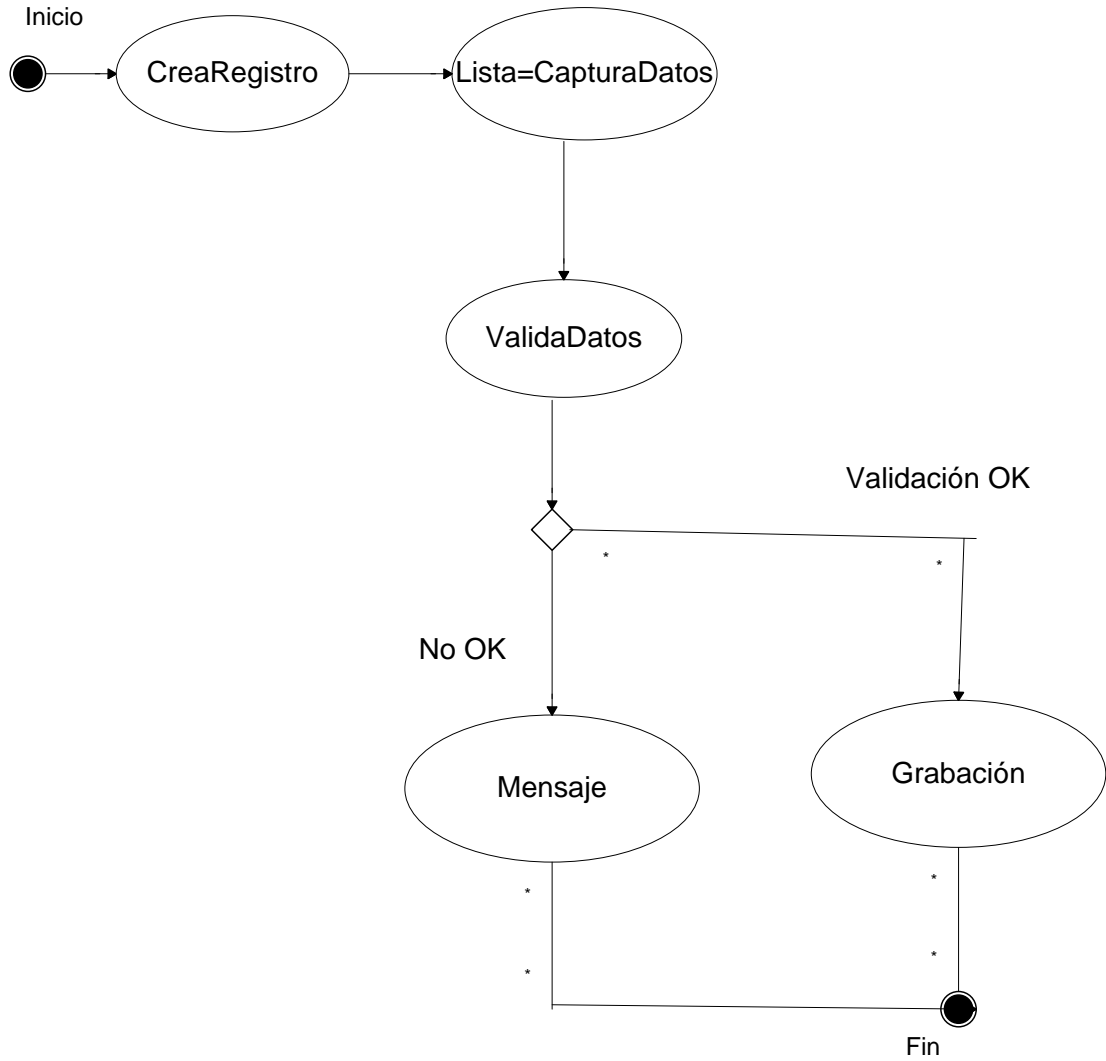 Inicio
CreaRegistro
Lista=CapturaDatos
ValidaDatos
Validación OK
*
*
No OK
Mensaje
Grabación
*
*
*
*
Fin